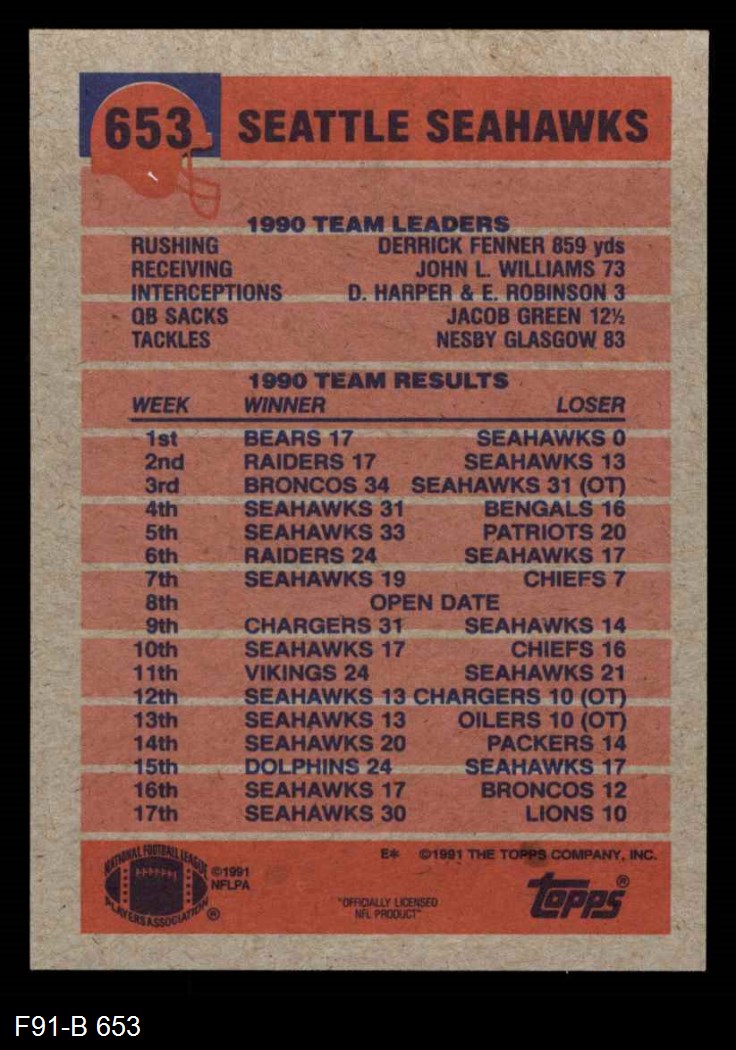 653 SEATTLE SEAHAWKS
1990 TEAM LEADERS
RUSHING DERRICK FENNER 859 yds
RECEIVING JOHN L. WILLIAMS 73
INTERCEPTIONS D. HARPER & E. ROBINSON 3
QB SACKS JACOB GREEN 12½
TACKLES NESBY GLASGOW 83
1990 TEAM RESULTS
WEEK WINNER LOSER
1st BEARS 17 SEAHAWKS 0
2nd RAIDERS 17 SEAHAWKS 13
3rd BRONCOS 34 SEAHAWKS 31 (OT)
4th SEAHAWKS 31 BENGALS 16
5th SEAHAWKS 33 PATRIOTS 20
6th RAIDERS 24 SEAHAWKS 17
7th SEAHAWKS 19 CHIEFS 7
8th OPEN DATE
9th CHARGERS 31 SEAHAWKS 14
10th SEAHAWKS 17 CHIEFS 16
11th VIKINGS 24 SEAHAWKS 21
12th SEAHAWKS 13 CHARGERS 10 (OT)
13th SEAHAWKS 13 OILERS 10 (OT)
14th SEAHAWKS 20 PACKERS 14
15th DOLPHINS 24 SEAHAWKS 17
16th SEAHAWKS 17 BRONCOS 12
17th SEAHAWKS 30 LIONS 10
E* ©1991 THE TOPPS COMPANY, INC.
NATIONAL FOOTBALL LEAGUE
PLAYERS ASSOCIATION ®
©1991
NFLPA
"OFFICIALLY LICENSED
NFL PRODUCT"
topps®
F91-B 653